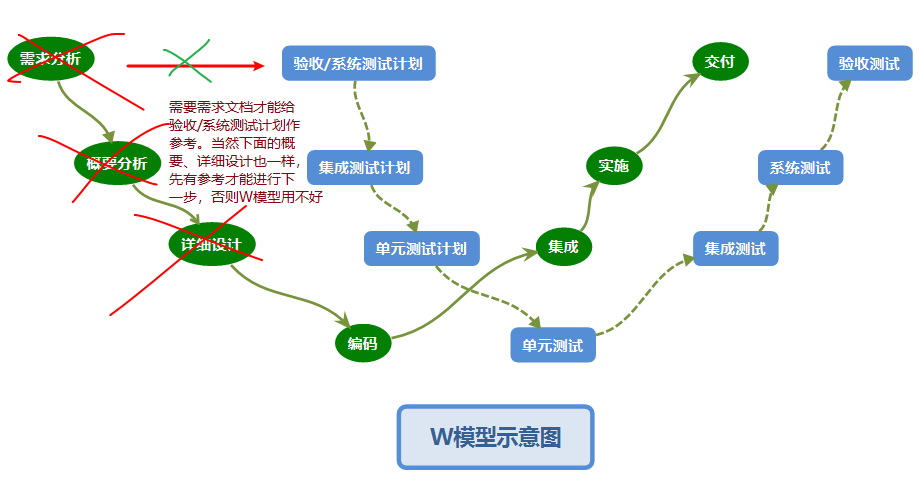 需求分析
验收/系统测试计划
交付
验收测试
需要需求文档才能给
验收/系统测试计划作
参考。当然下面的概
要、详细设计也一样，
先有参考才能进行下
一步，否则W模型用不好
概要分析
集成测试计划
实施
系统测试
详细设计
单元测试计划
集成
集成测试
编码
单元测试
W模型示意图